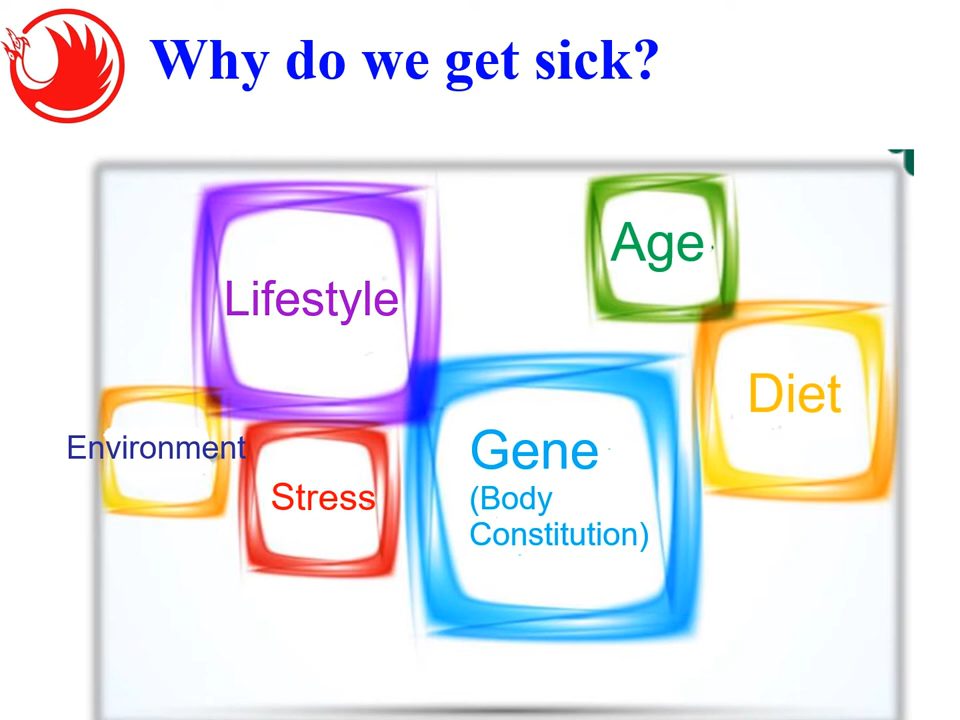 Why do we get sick?
Lifestyle
Age
Diet
Environment
Stress
Gene
(Body
Constitution)